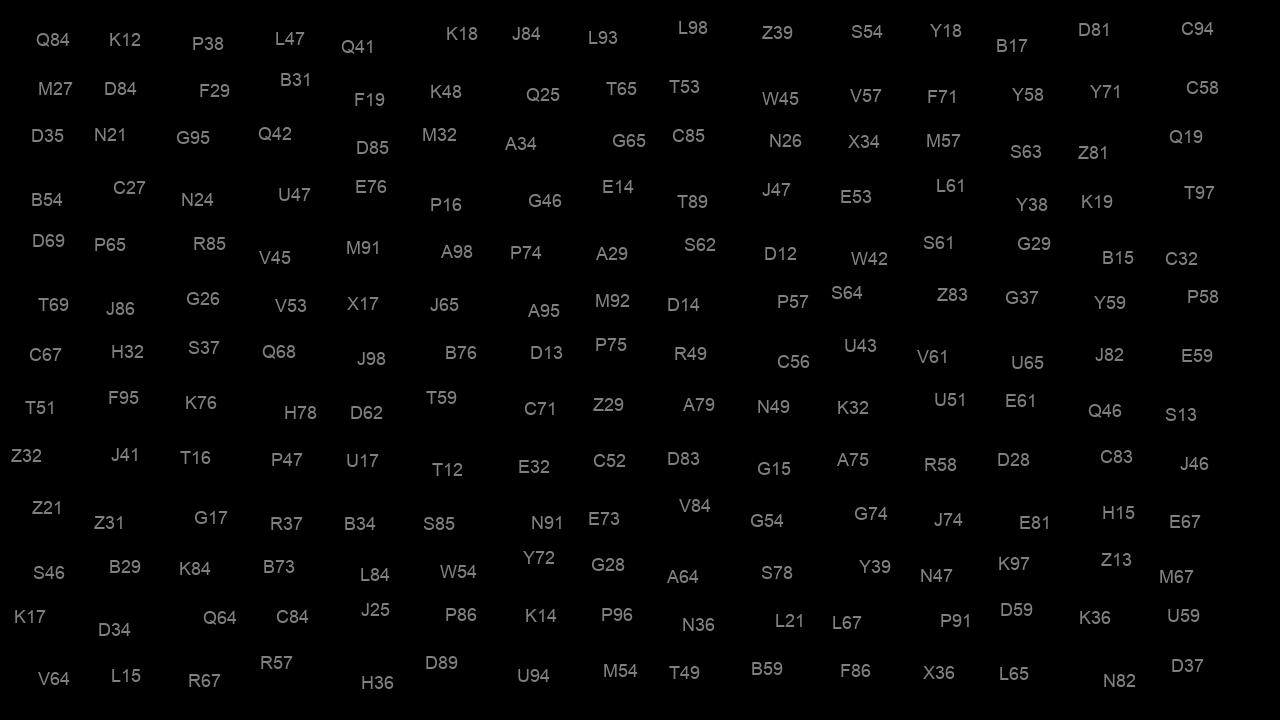 Q84 K12 P38 L47 Q41 K18 J84 L93 L98 Z39 S54 Y18 B17 D81 C94
M27 D84 F29 B31 F19 K48 Q25 T65 T53 W45 V57 F71 Y58 Y71 C58
D35 N21 G95 Q42 D85 M32 A34 G65 C85 N26 X34 M57 S63 Z81 Q19
B54 C27 N24 U47 E76 P16 G46 E14 T89 J47 E53 L61 Y38 K19 T97
D69 P65 R85 V45 M91 A98 P74 A29 S62 D12 W42 S61 G29 B15 C32
T69 J86 G26 V53 X17 J65 A95 M92 D14 P57 S64 Z83 G37 Y59 P58
C67 H32 S37 Q68 J98 B76 D13 P75 R49 C56 U43 V61 U65 J82 E59
T51 F95 K76 H78 D62 T59 C71 Z29 A79 N49 K32 U51 E61 Q46 S13
Z32 J41 T16 P47 U17 T12 E32 C52 D83 G15 A75 R58 D28 C83 J46
Z21 Z31 G17 R37 B34 S85 N91 E73 V84 G54 G74 J74 E81 H15 E67
S46 B29 K84 B73 L84 W54 Y72 G28 A64 S78 Y39 N47 K97 Z13 M67
K17 D34 Q64 C84 J25 P86 K14 P96 N36 L21 L67 P91 D59 K36 U59
V64 L15 R67 R57 H36 D89 U94 M54 T49 B59 F86 X36 L65 N82 D37